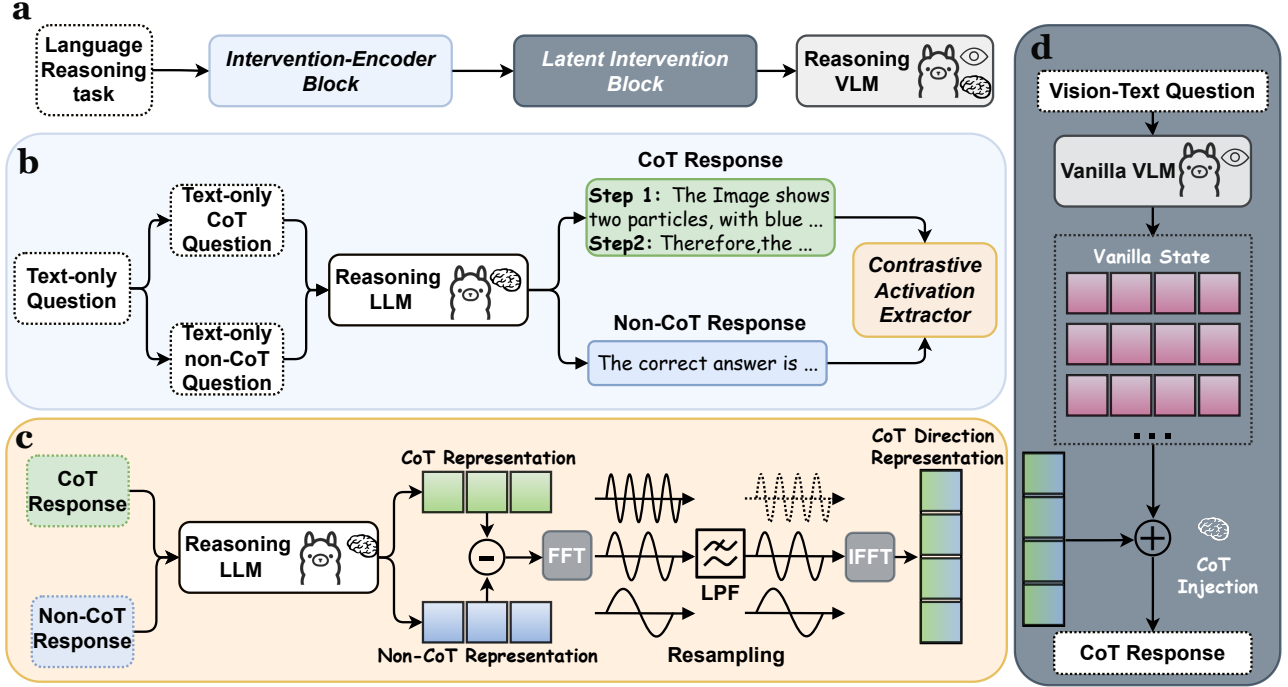 a
Language
Reasoning
task
Intervention-Encoder
Block
Latent Intervention
Block
Reasoning
VLM
b
Text-only
Question
Text-only
CoT
Question
Text-only
non-CoT
Question
Reasoning
LLM
CoT Response
Step 1: The Image shows
two particles, with blue ...
Step2: Therefore,the ...
Non-CoT Response
The correct answer is ...
Contrastive
Activation
Extractor
c
CoT
Response
Non-CoT
Response
Reasoning
LLM
CoT Representation
Non-CoT Representation
FFT
LPF
Resampling
IFFT
CoT Direction
Representation
d
Vision-Text Question
Vanilla VLM
Vanilla State
...
CoT
Injection
CoT Response